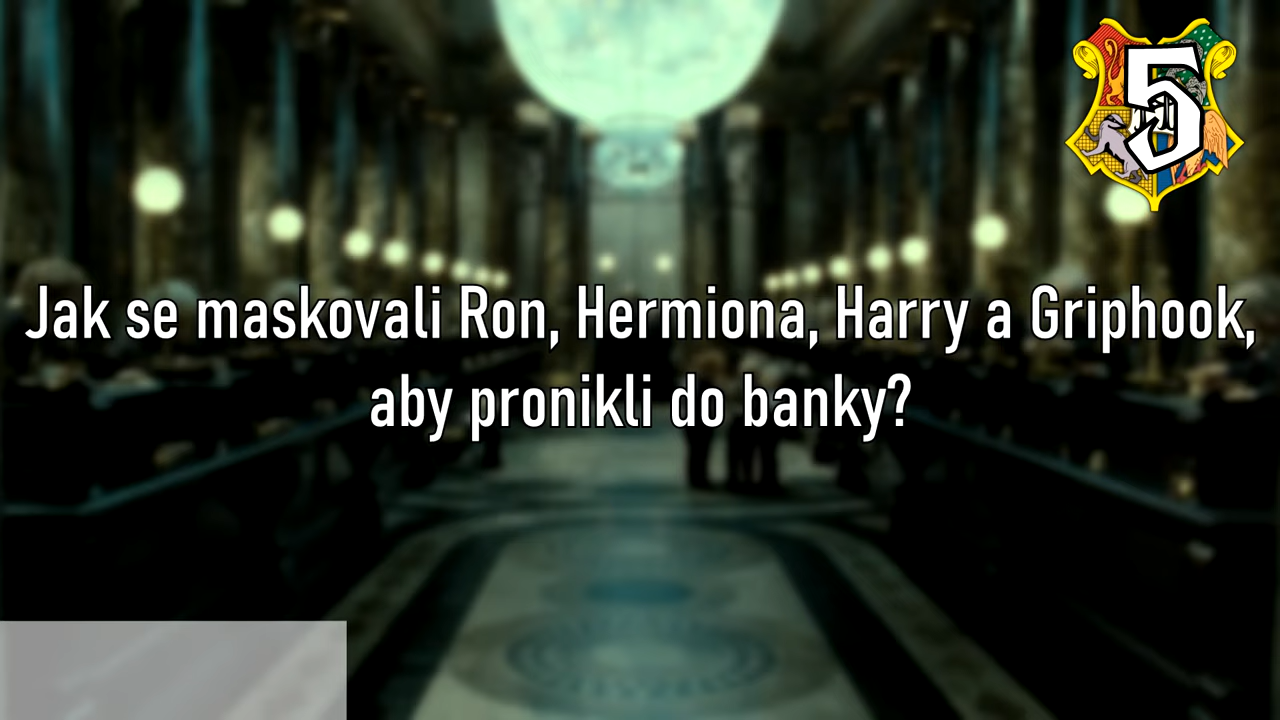 5
Jak se maskovali Ron, Hermiona, Harry a Griphook,
aby pronikli do banky?